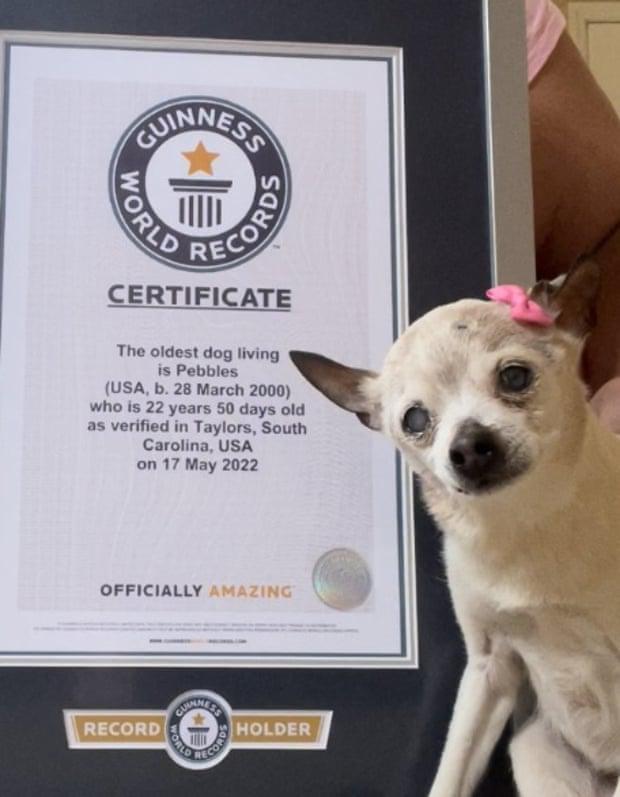 GUINNESS
WORLD RECORDS
CERTIFICATE
The oldest dog living
is Pebbles
(USA, b. 28 March 2000)
who is 22 years 50 days old
as verified in Taylors, South
Carolina, USA
on 17 May 2022
OFFICIALLY AMAZING
RECORD
GUINNESS
WORLD RECORDS
HOLDER